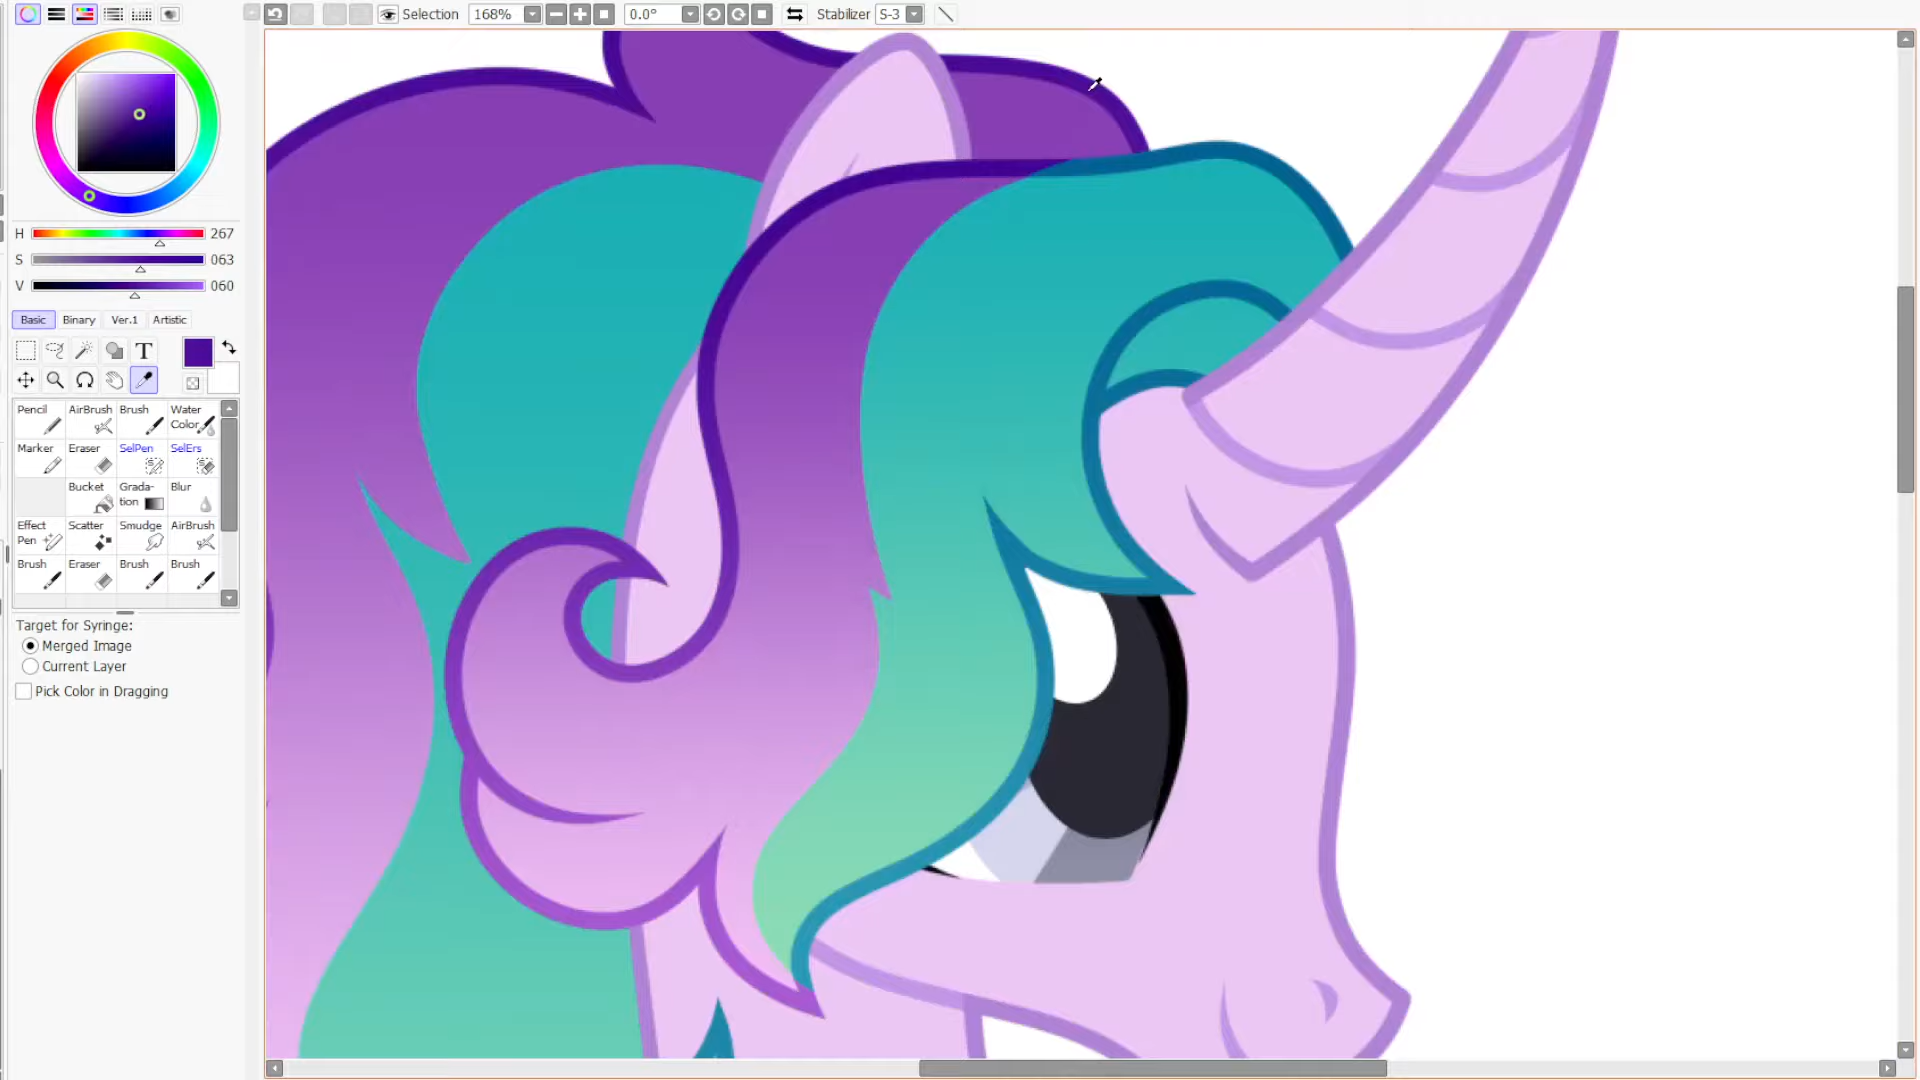 Selection 168% 0.0° Stabilizer S-3
H 267
S 063
V 060
Basic Binary Ver.1 Artistic
T
Pencil AirBrush Brush Water Color
Marker Eraser SelPen SelErs
Bucket Grada-tion Blur
Effect Pen Scatter Smudge AirBrush
Brush Eraser Brush Brush
Target for Syringe:
Merged Image
Current Layer
Pick Color in Dragging